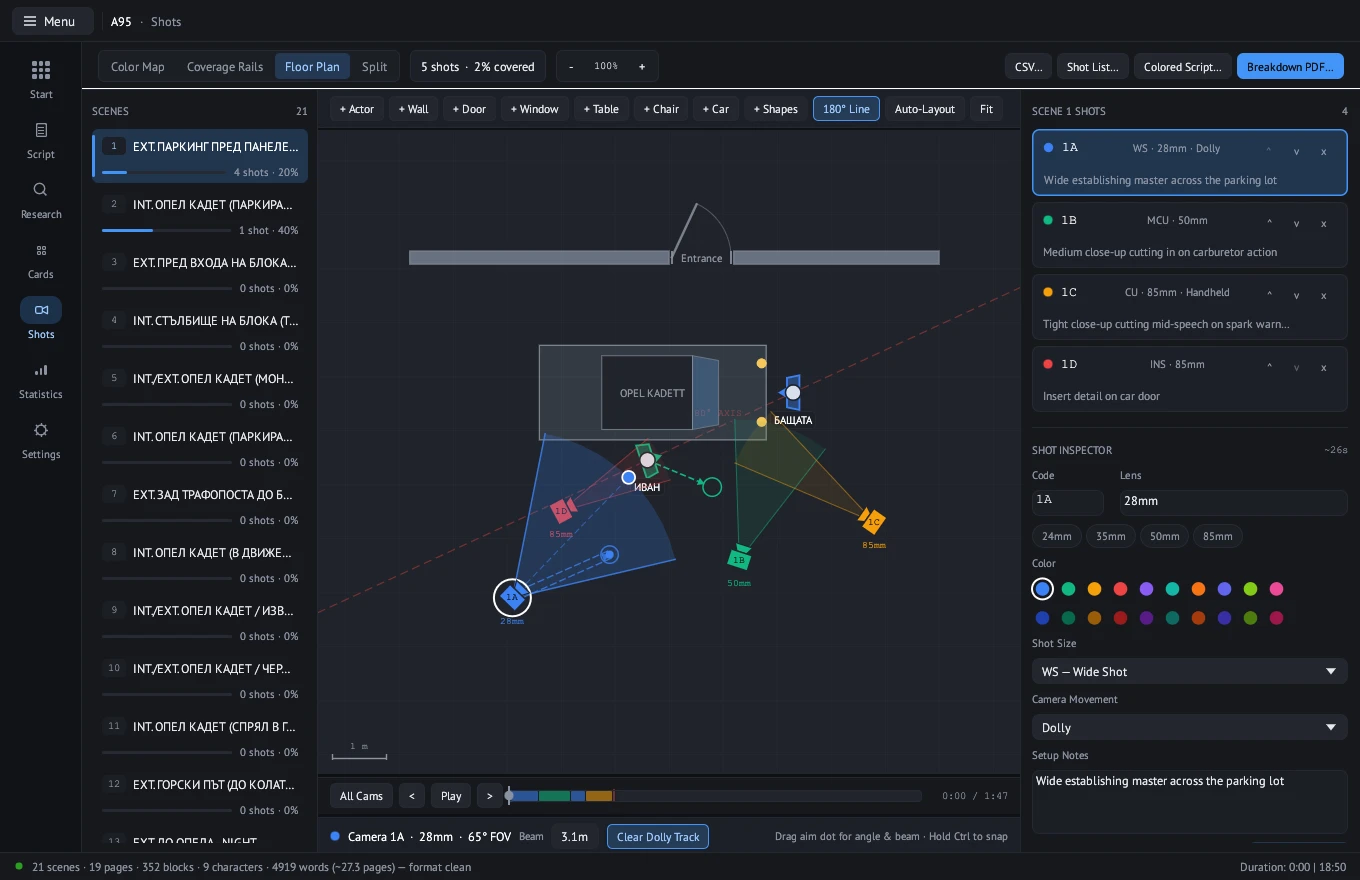 Menu
A95 · Shots
Start
Script
Research
Cards
Shots
Statistics
Settings
Color Map
Coverage Rails
Floor Plan
Split
5 shots · 2% covered
- 100% +
CSV...
Shot List...
Colored Script...
Breakdown PDF...
SCENES 21
1 EXT. ПАРКИНГ ПРЕД ПАНЕЛЕ...
4 shots · 20%
2 INT. ОПЕЛ КАДЕТ (ПАРКИРА...
1 shot · 40%
3 EXT. ПРЕД ВХОДА НА БЛОКА...
0 shots · 0%
4 INT. СТЪЛБИЩЕ НА БЛОКА (Т...
0 shots · 0%
5 INT./EXT. ОПЕЛ КАДЕТ (МОН...
0 shots · 0%
6 INT. ОПЕЛ КАДЕТ (ПАРКИРА...
0 shots · 0%
7 EXT. ЗАД ТРАФОПОСТА ДО Б...
0 shots · 0%
8 INT. ОПЕЛ КАДЕТ (В ДВИЖЕ...
0 shots · 0%
9 INT./EXT. ОПЕЛ КАДЕТ / ИЗВ...
0 shots · 0%
10 INT./EXT. ОПЕЛ КАДЕТ / ЧЕР...
0 shots · 0%
11 INT. ОПЕЛ КАДЕТ (СПРЯЛ В Г...
0 shots · 0%
12 EXT. ГОРСКИ ПЪТ (ДО КОЛАТ...
0 shots · 0%
13 EXT. ДО ОПЕЛА - NIGHT
+ Actor
+ Wall
+ Door
+ Window
+ Table
+ Chair
+ Car
+ Shapes
180° Line
Auto-Layout
Fit
Entrance
OPEL KADETT
80° AXIS
БАЩАТА
ИВАН
1D
85mm
1C
85mm
1B
50mm
1A
28mm
1 m
All Cams
<
Play
>
0:00 / 1:47
Camera 1A · 28mm · 65° FOV
Beam
3.1m
Clear Dolly Track
Drag aim dot for angle & beam · Hold Ctrl to snap
SCENE 1 SHOTS 4
1A WS · 28mm · Dolly ^ v x
Wide establishing master across the parking lot
1B MCU · 50mm ^ v x
Medium close-up cutting in on carburetor action
1C CU · 85mm · Handheld ^ v x
Tight close-up cutting mid-speech on spark warn...
1D INS · 85mm ^ v x
Insert detail on car door
SHOT INSPECTOR ~26s
Code Lens
1A 28mm
24mm 35mm 50mm 85mm
Color
Shot Size
WS — Wide Shot
Camera Movement
Dolly
Setup Notes
Wide establishing master across the parking lot
21 scenes · 19 pages · 352 blocks · 9 characters · 4919 words (~27.3 pages) — format clean
Duration: 0:00 | 18:50